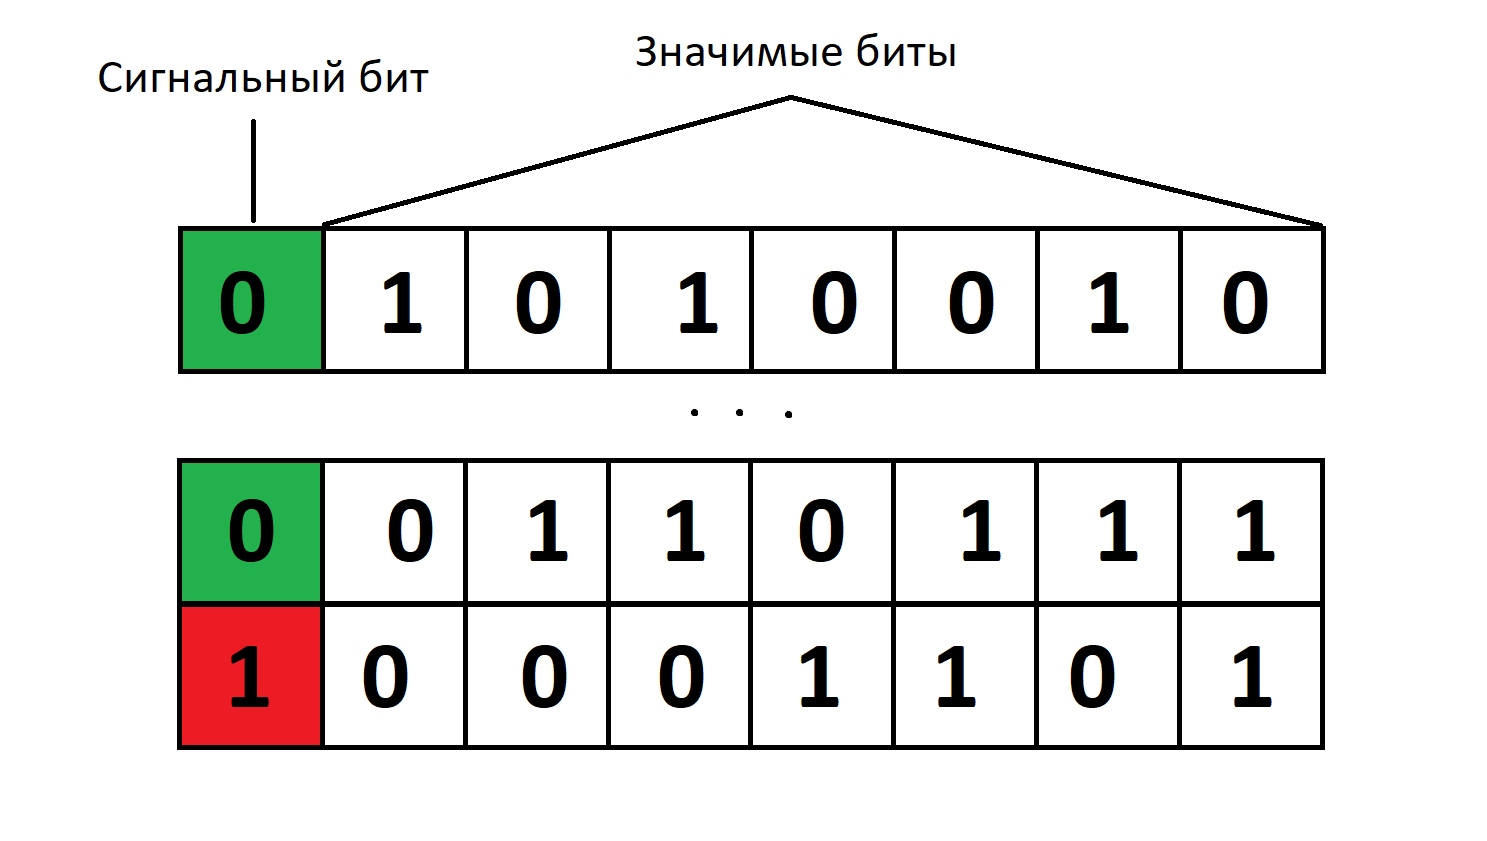 Значимые биты
Сигнальный бит
0 1 0 1 0 0 1 0
. . .
0 0 1 1 0 1 1 1
1 0 0 0 1 1 0 1